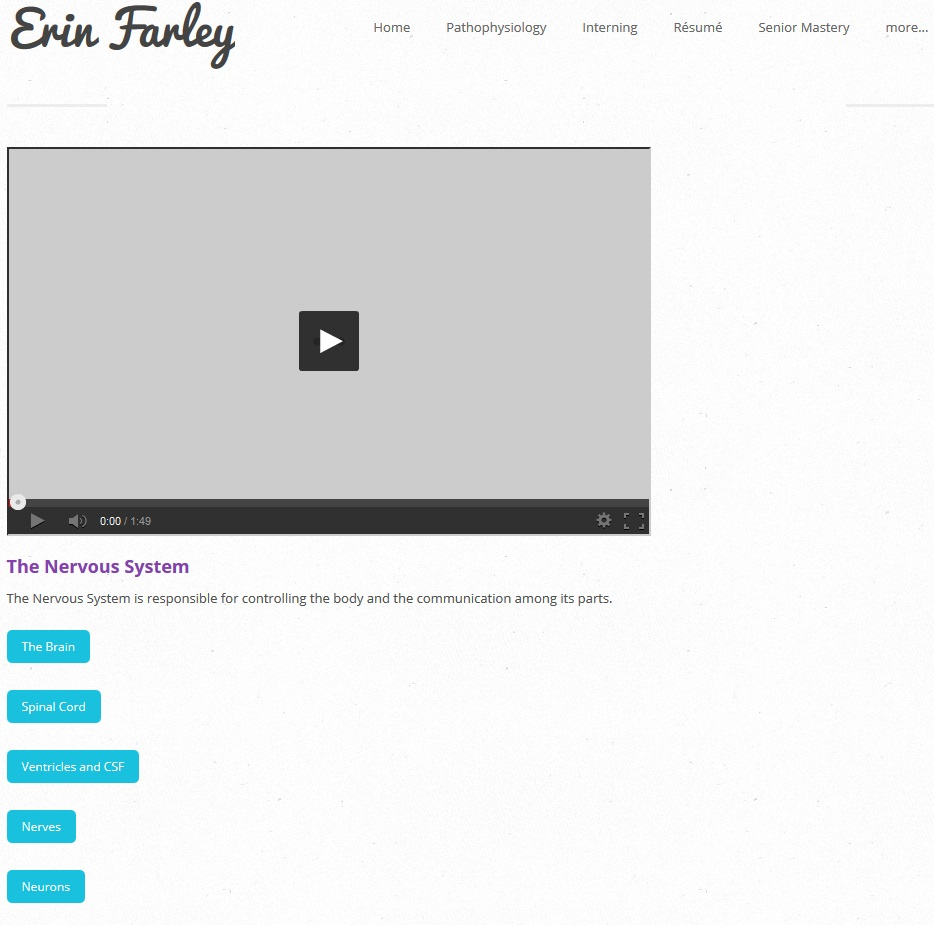 Erin Farley
Home Pathophysiology Interning Résumé Senior Mastery more...
0:00 / 1:49
The Nervous System
The Nervous System is responsible for controlling the body and the communication among its parts.
The Brain
Spinal Cord
Ventricles and CSF
Nerves
Neurons